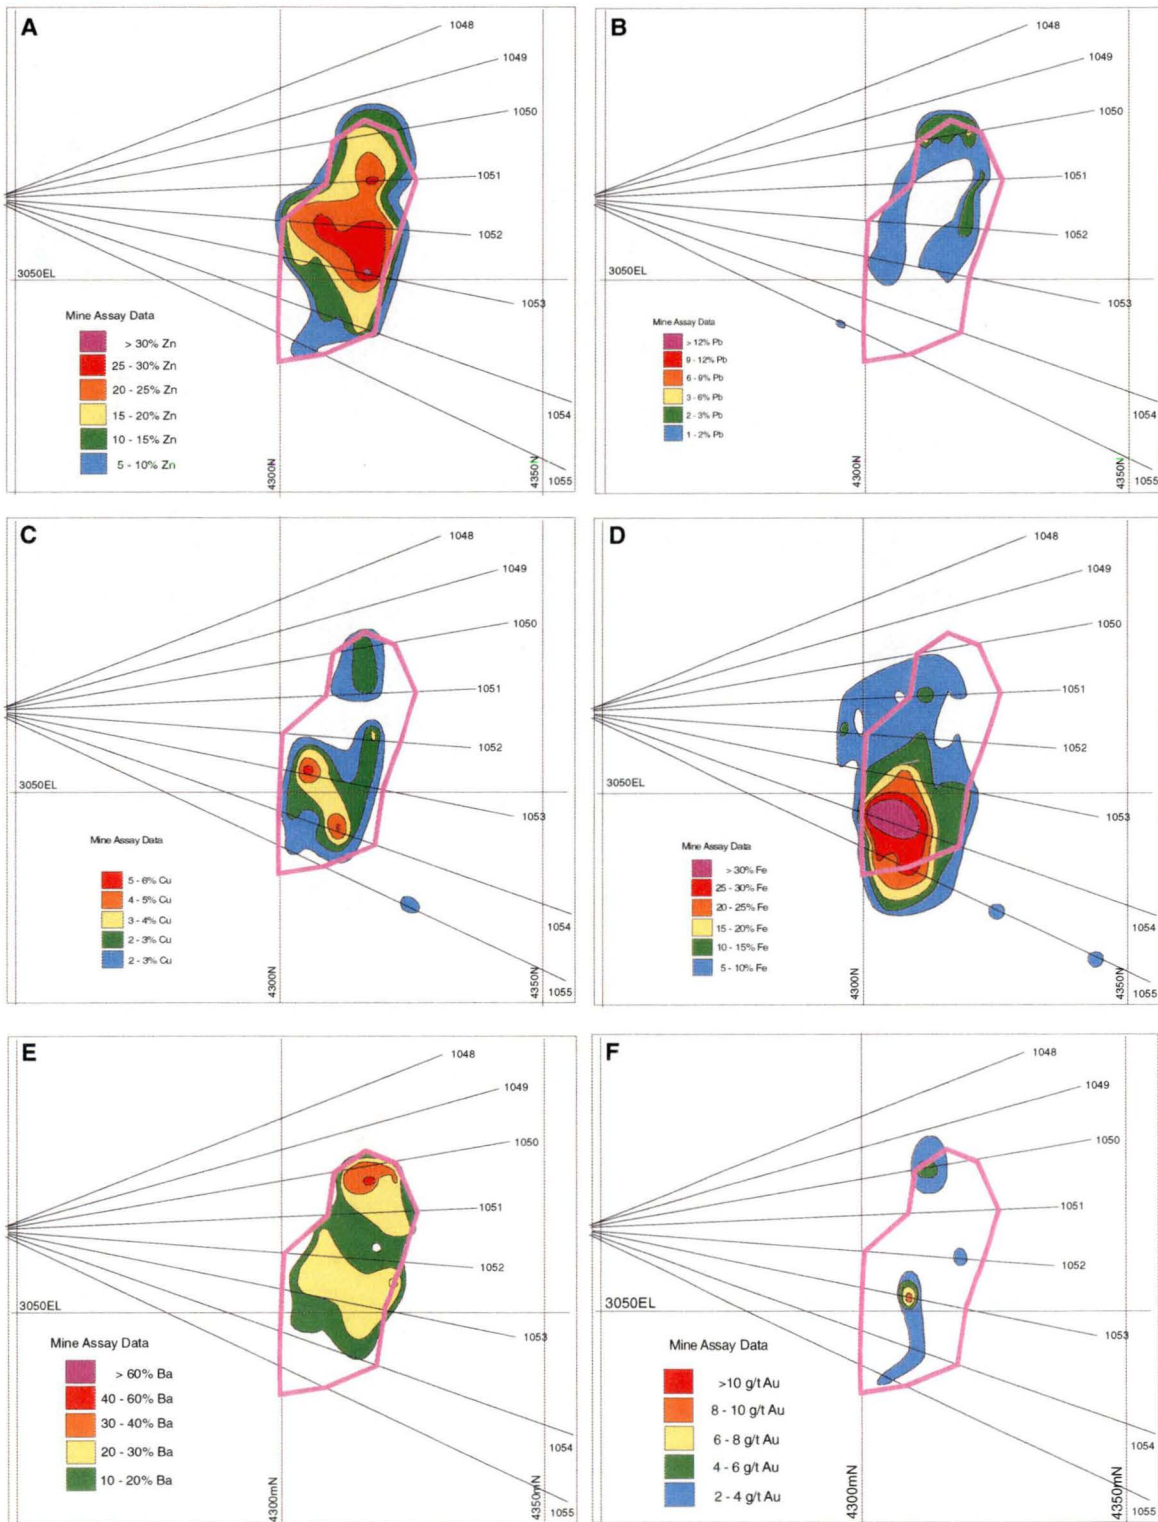 A
1048
1049
1050
1051
1052
3050EL
1053
Mine Assay Data
> 30% Zn
25 - 30% Zn
20 - 25% Zn
15 - 20% Zn
10 - 15% Zn
5 - 10% Zn
1054
4300N
4350N
1055
B
1048
1049
1050
1051
1052
3050EL
1053
Mine Assay Data
> 12% Pb
9 - 12% Pb
6 - 9% Pb
3 - 6% Pb
2 - 3% Pb
1 - 2% Pb
1054
4300N
4350N
1055
C
1048
1049
1050
1051
1052
3050EL
1053
Mine Assay Data
5 - 6% Cu
4 - 5% Cu
3 - 4% Cu
2 - 3% Cu
2 - 3% Cu
1054
4300N
4350N
1055
D
1048
1049
1050
1051
1052
3050EL
1053
Mine Assay Data
> 30% Fe
25 - 30% Fe
20 - 25% Fe
15 - 20% Fe
10 - 15% Fe
5 - 10% Fe
1054
4300N
4350N
1055
E
1048
1049
1050
1051
1052
3050EL
1053
Mine Assay Data
> 60% Ba
40 - 60% Ba
30 - 40% Ba
20 - 30% Ba
10 - 20% Ba
1054
4300mN
4350mN
1055
F
1048
1049
1050
1051
1052
3050EL
1053
Mine Assay Data
>10 g/t Au
8 - 10 g/t Au
6 - 8 g/t Au
4 - 6 g/t Au
2 - 4 g/t Au
1054
4300mN
4350mN
1055